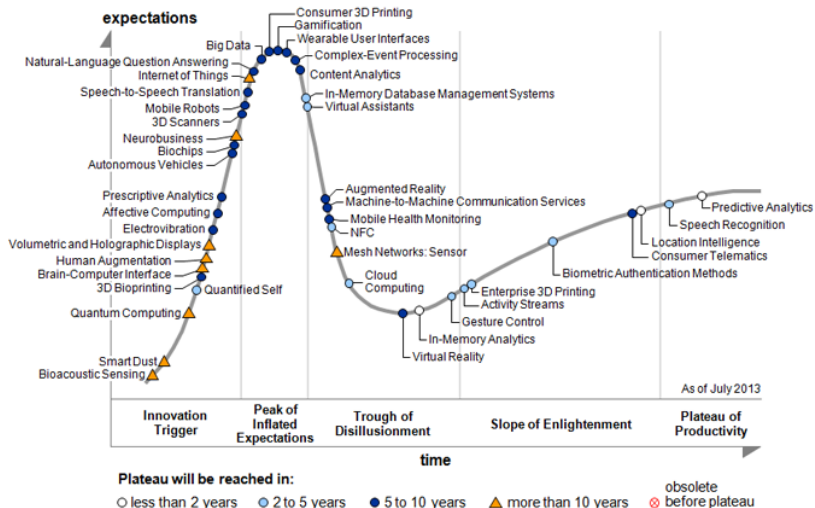 expectations
Consumer 3D Printing
Gamification
Wearable User Interfaces
Big Data
Complex-Event Processing
Natural-Language Question Answering
Content Analytics
Internet of Things
In-Memory Database Management Systems
Speech-to-Speech Translation
Virtual Assistants
Mobile Robots
3D Scanners
Neurobusiness
Biochips
Autonomous Vehicles
Augmented Reality
Prescriptive Analytics
Machine-to-Machine Communication Services
Predictive Analytics
Affective Computing
Mobile Health Monitoring
Speech Recognition
Electrovibration
NFC
Location Intelligence
Volumetric and Holographic Displays
Mesh Networks: Sensor
Consumer Telematics
Human Augmentation
Brain-Computer Interface
Cloud
Computing
Biometric Authentication Methods
3D Bioprinting
Quantified Self
Enterprise 3D Printing
Activity Streams
Quantum Computing
Gesture Control
In-Memory Analytics
Virtual Reality
Smart Dust
Bioacoustic Sensing
As of July 2013
Innovation
Trigger
Peak of
Inflated
Expectations
Trough of
Disillusionment
Slope of Enlightenment
Plateau of
Productivity
time
Plateau will be reached in:
less than 2 years
2 to 5 years
5 to 10 years
more than 10 years
obsolete
before plateau